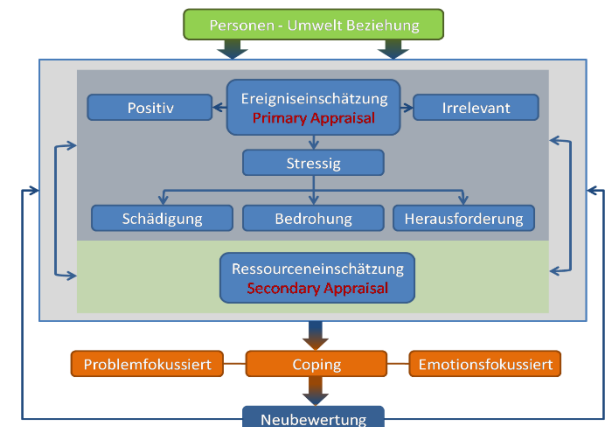 Personen - Umwelt Beziehung
Ereigniseinschätzung
Primary Appraisal
Positiv
Irrelevant
Stressig
Schädigung
Bedrohung
Herausforderung
Ressourceneinschätzung
Secondary Appraisal
Problemfokussiert
Coping
Emotionsfokussiert
Neubewertung